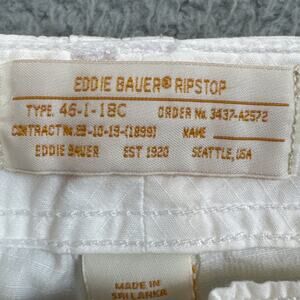 EDDIE BAUER® RIPSTOP
TYPE. 46-1-18C ORDER No. 3437-A2572
CONTRACT No. EB-10-19-(1899) NAME
EDDIE BAUER EST 1920 SEATTLE, USA
MADE IN
SRI LANKA